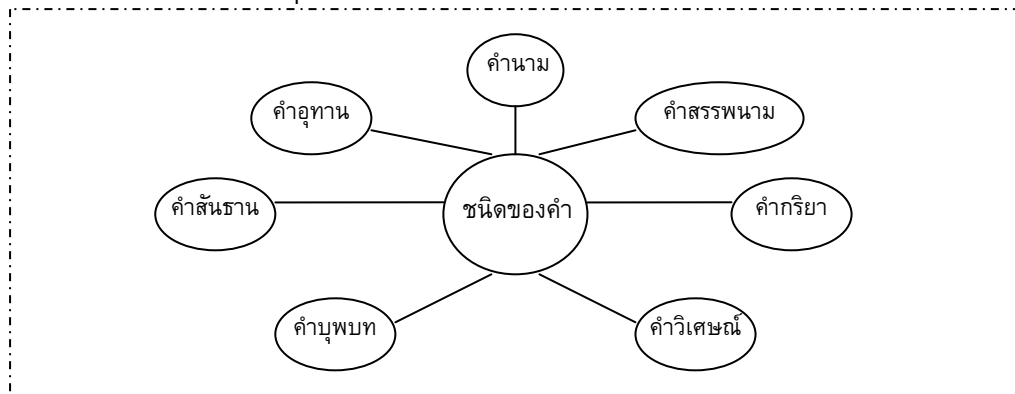 คำนาม
คำอุทาน
คำสรรพนาม
คำสันธาน
ชนิดของคำ
คำกริยา
คำบุพบท
คำวิเศษณ์